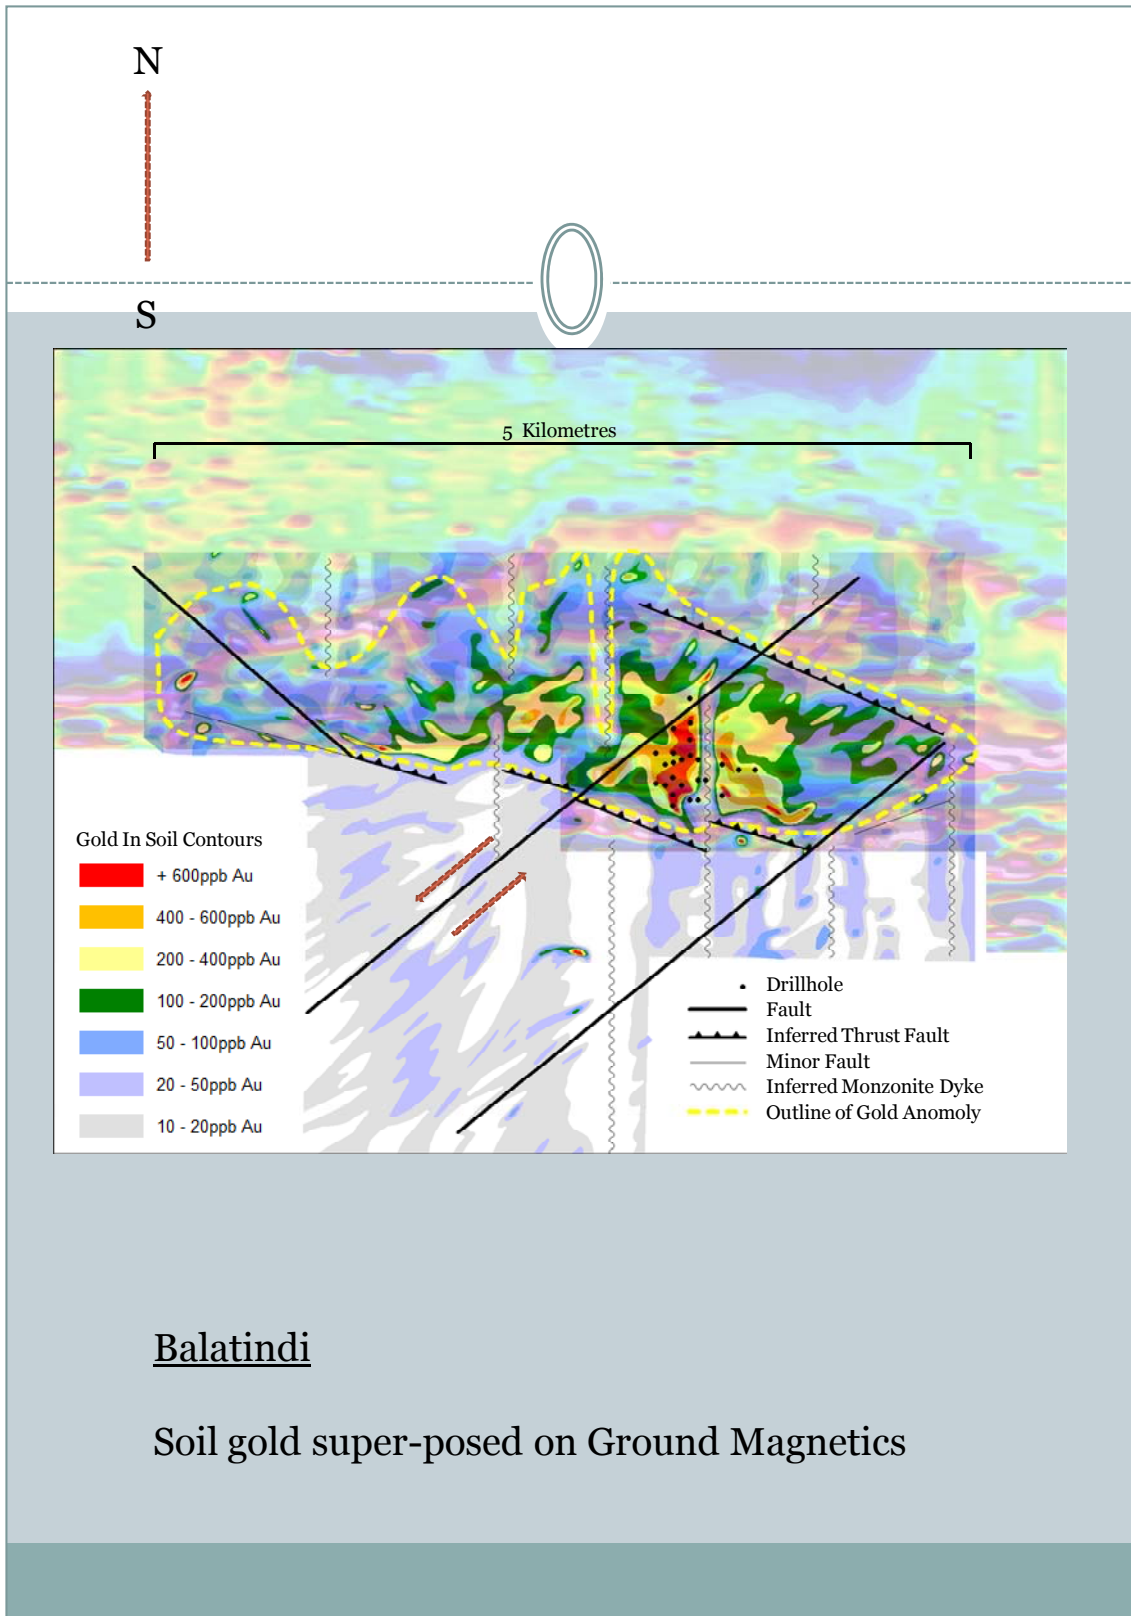 N
S
5 Kilometres
Gold In Soil Contours
+ 600ppb Au
400 - 600ppb Au
200 - 400ppb Au
100 - 200ppb Au
50 - 100ppb Au
20 - 50ppb Au
10 - 20ppb Au
Drillhole
Fault
Inferred Thrust Fault
Minor Fault
Inferred Monzonite Dyke
Outline of Gold Anomoly
Balatindi
Soil gold super-posed on Ground Magnetics